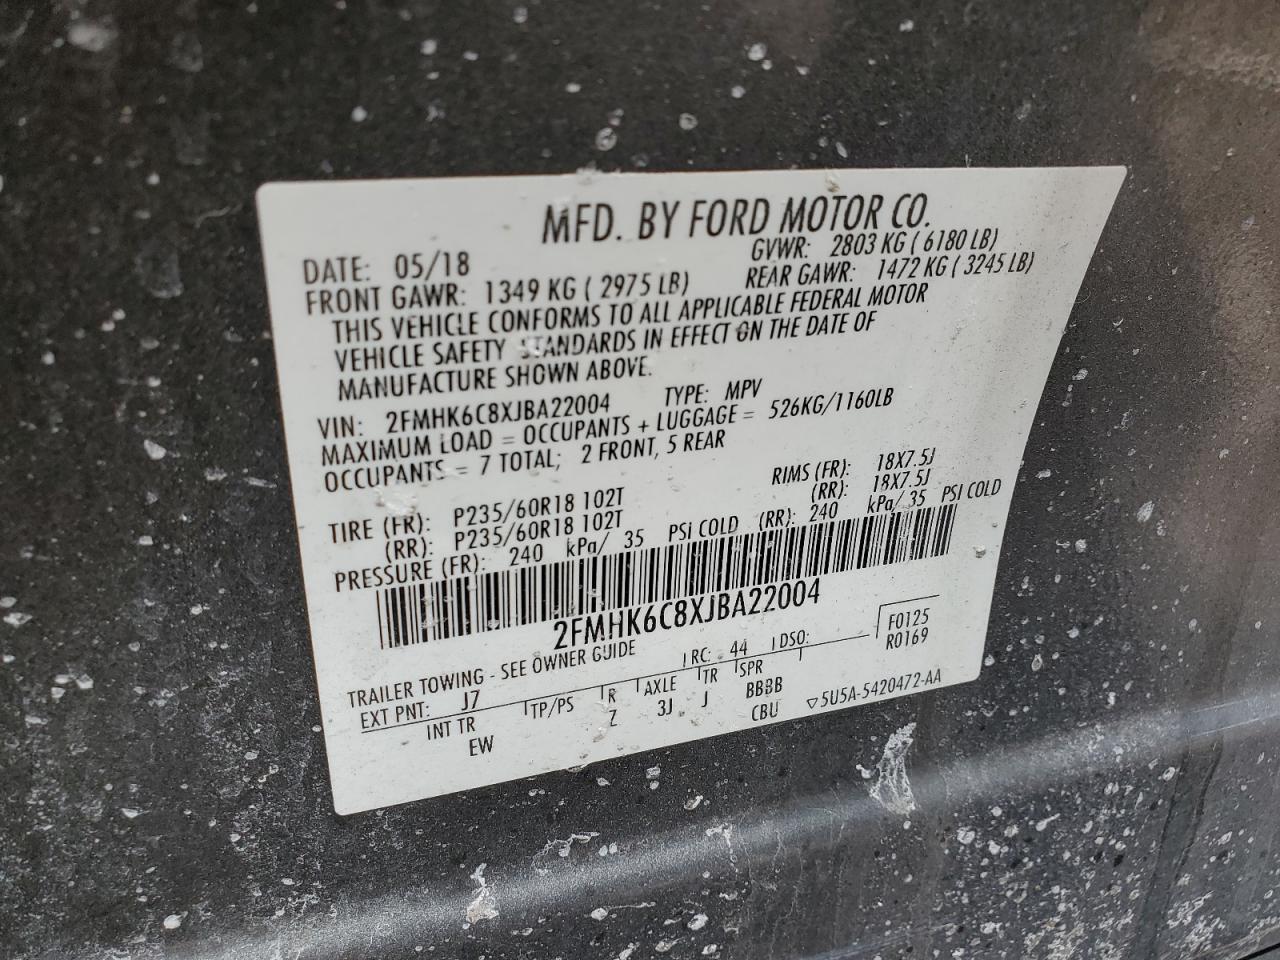 MFD. BY FORD MOTOR CO.
DATE: 05/18 GVWR: 2803 KG ( 6180 LB)
FRONT GAWR: 1349 KG ( 2975 LB) REAR GAWR: 1472 KG ( 3245 LB)
THIS VEHICLE CONFORMS TO ALL APPLICABLE FEDERAL MOTOR
VEHICLE SAFETY STANDARDS IN EFFECT ON THE DATE OF
MANUFACTURE SHOWN ABOVE.
VIN: 2FMHK6C8XJBA22004 TYPE: MPV
MAXIMUM LOAD = OCCUPANTS + LUGGAGE = 526KG/1160LB
OCCUPANTS = 7 TOTAL; 2 FRONT, 5 REAR
TIRE (FR): P235/60R18 102T RIMS (FR): 18X7.5J
(RR): P235/60R18 102T (RR): 18X7.5J
PRESSURE (FR): 240 kPa/ 35 PSI COLD (RR): 240 kPa/ 35 PSI COLD
2FMHK6C8XJBA22004
TRAILER TOWING - SEE OWNER GUIDE F0125
EXT PNT: J7 RC: 44 DSO: R0169
INT TR TP/PS R AXLE TR SPR
EW Z 3J J BBBB
CBU ▽5U5A-5420472-AA